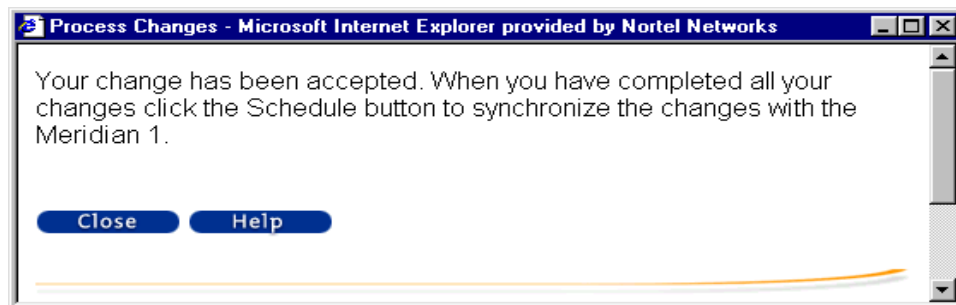 Process Changes - Microsoft Internet Explorer provided by Nortel Networks
Your change has been accepted. When you have completed all your
changes click the Schedule button to synchronize the changes with the
Meridian 1.
Close Help